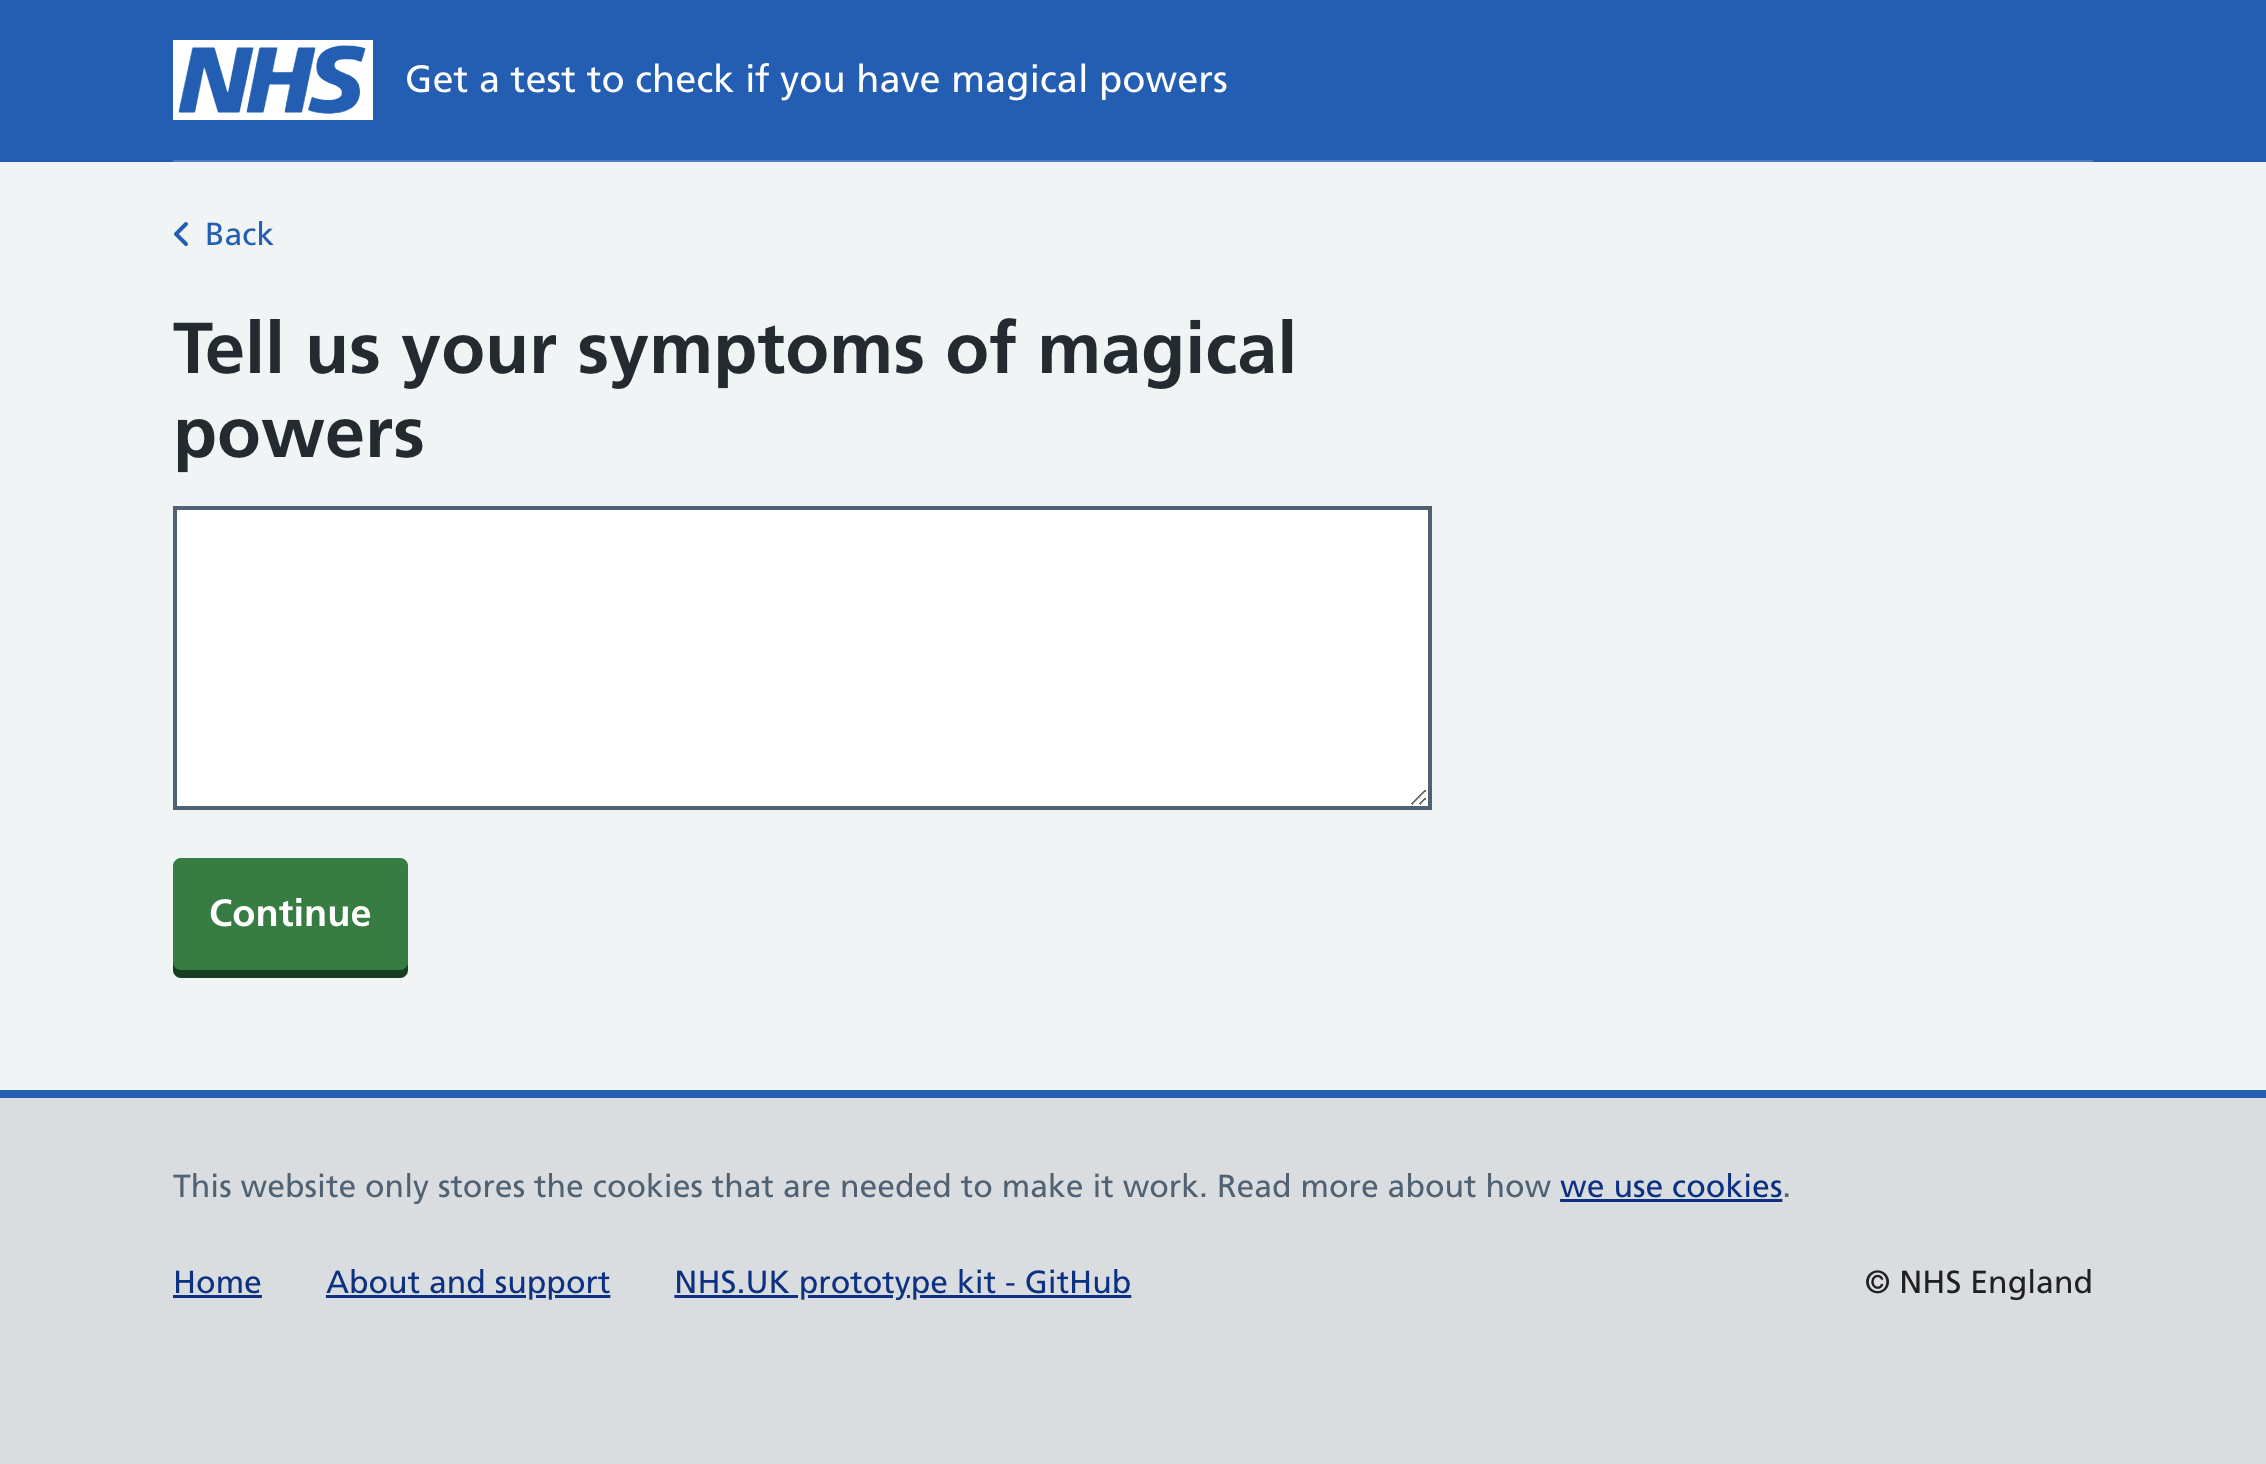 NHS
Get a test to check if you have magical powers
Back
Tell us your symptoms of magical
powers
Continue
This website only stores the cookies that are needed to make it work. Read more about how we use cookies.
Home
About and support
NHS.UK prototype kit - GitHub
© NHS England